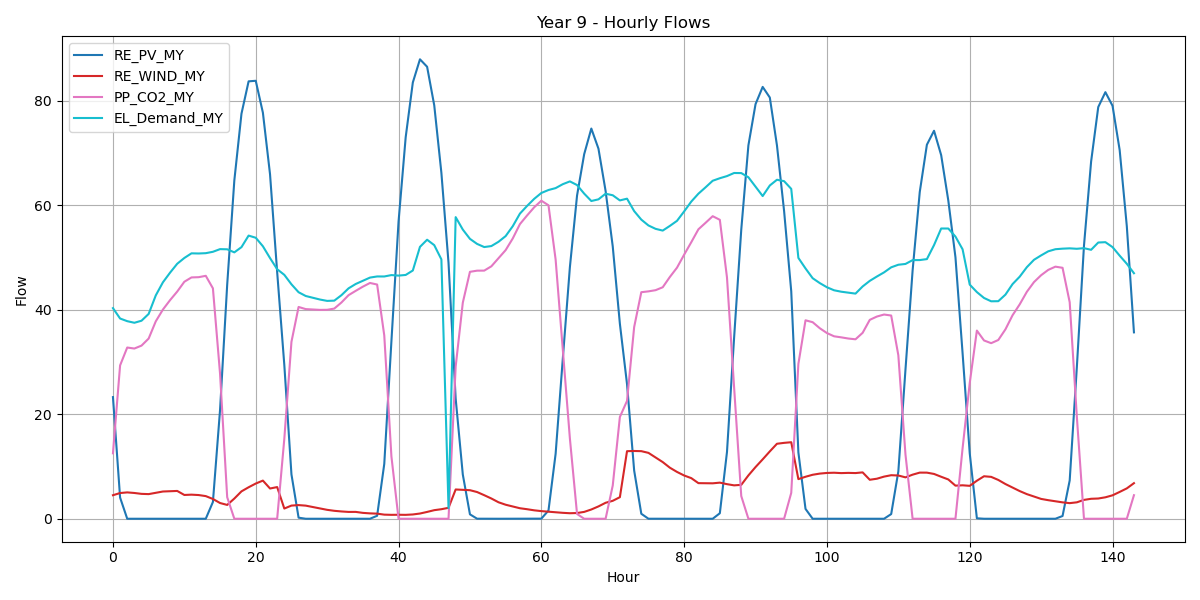 Year 9 - Hourly Flows
RE_PV_MY
RE_WIND_MY
PP_CO2_MY
EL_Demand_MY
Flow
80
60
40
20
0
0 20 40 60 80 100 120 140
Hour